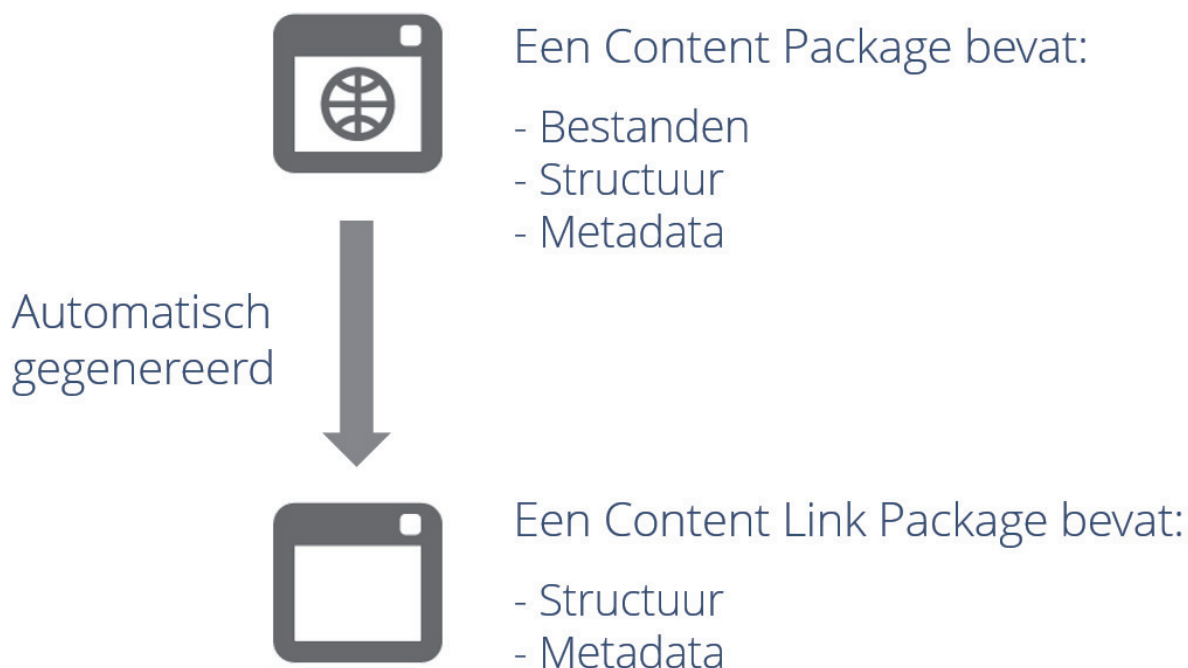 Een Content Package bevat:
- Bestanden
- Structuur
- Metadata
Automatisch
gegenereerd
Een Content Link Package bevat:
- Structuur
- Metadata